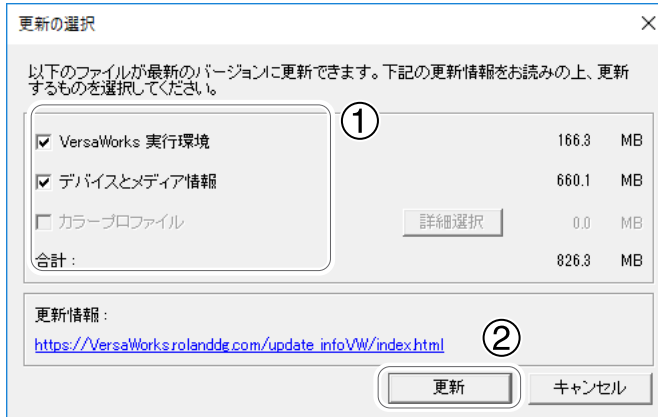 更新の選択
以下のファイルが最新のバージョンに更新できます。下記の更新情報をお読みの上、更新
するものを選択してください。
①
VersaWorks 実行環境 166.3 MB
デバイスとメディア情報 660.1 MB
カラープロファイル 詳細選択 0.0 MB
合計： 826.3 MB
更新情報：
https://VersaWorks.rolanddg.com/update_infoVW/index.html
②
更新 キャンセル